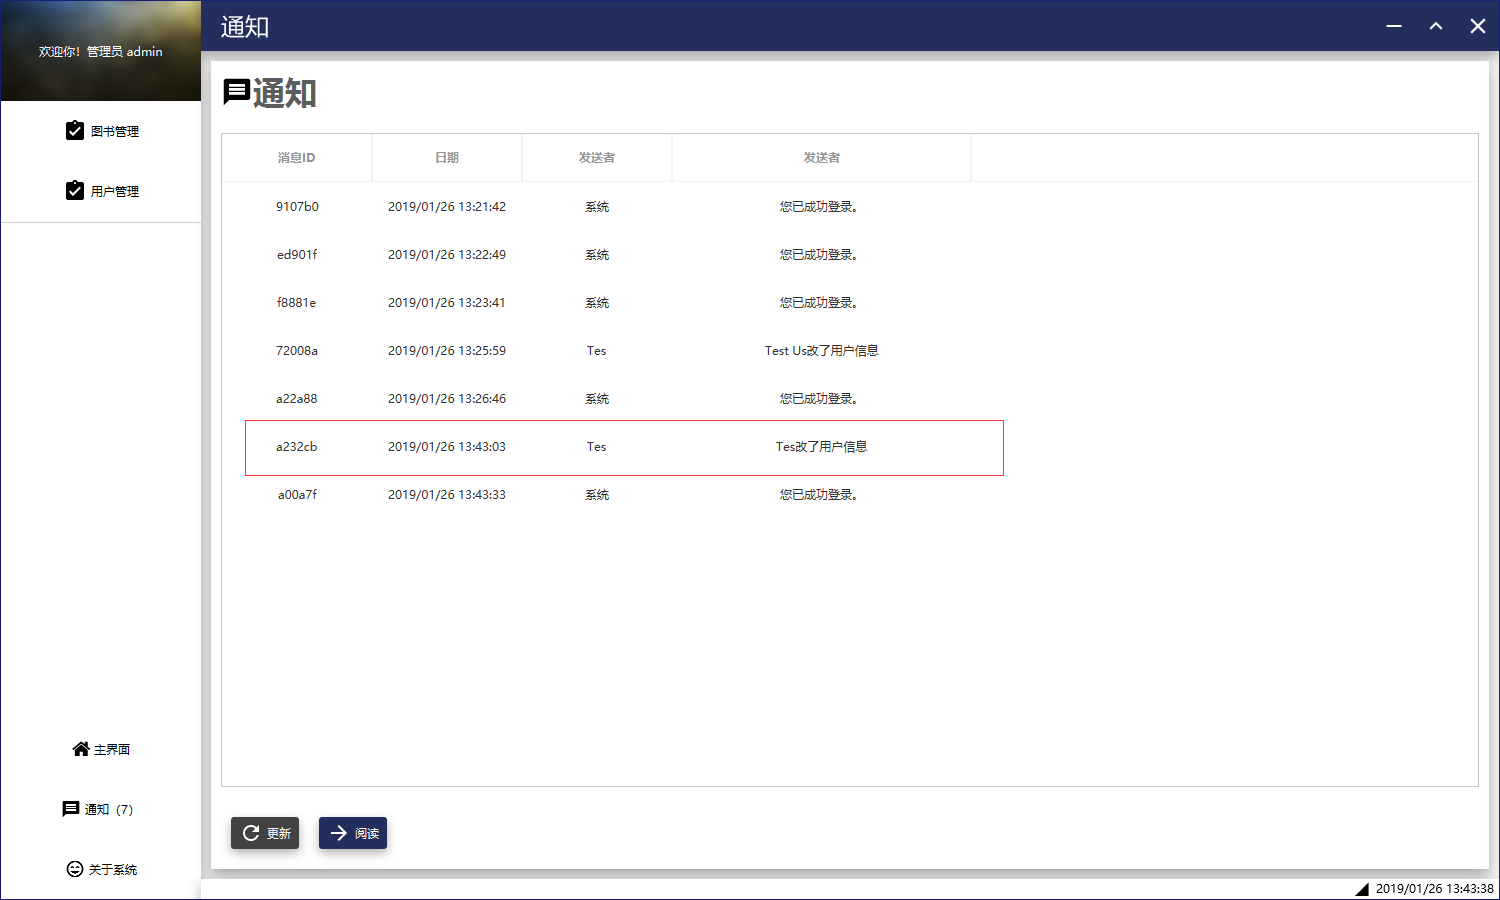 欢迎你！管理员 admin
通知
图书管理
用户管理
通知
消息ID 日期 发送者 发送者
9107b0 2019/01/26 13:21:42 系统 您已成功登录。
ed901f 2019/01/26 13:22:49 系统 您已成功登录。
f8881e 2019/01/26 13:23:41 系统 您已成功登录。
72008a 2019/01/26 13:25:59 Tes Test Us改了用户信息
a22a88 2019/01/26 13:26:46 系统 您已成功登录。
a232cb 2019/01/26 13:43:03 Tes Tes改了用户信息
a00a7f 2019/01/26 13:43:33 系统 您已成功登录。
主界面
通知（7）
关于系统
更新 阅读
2019/01/26 13:43:38